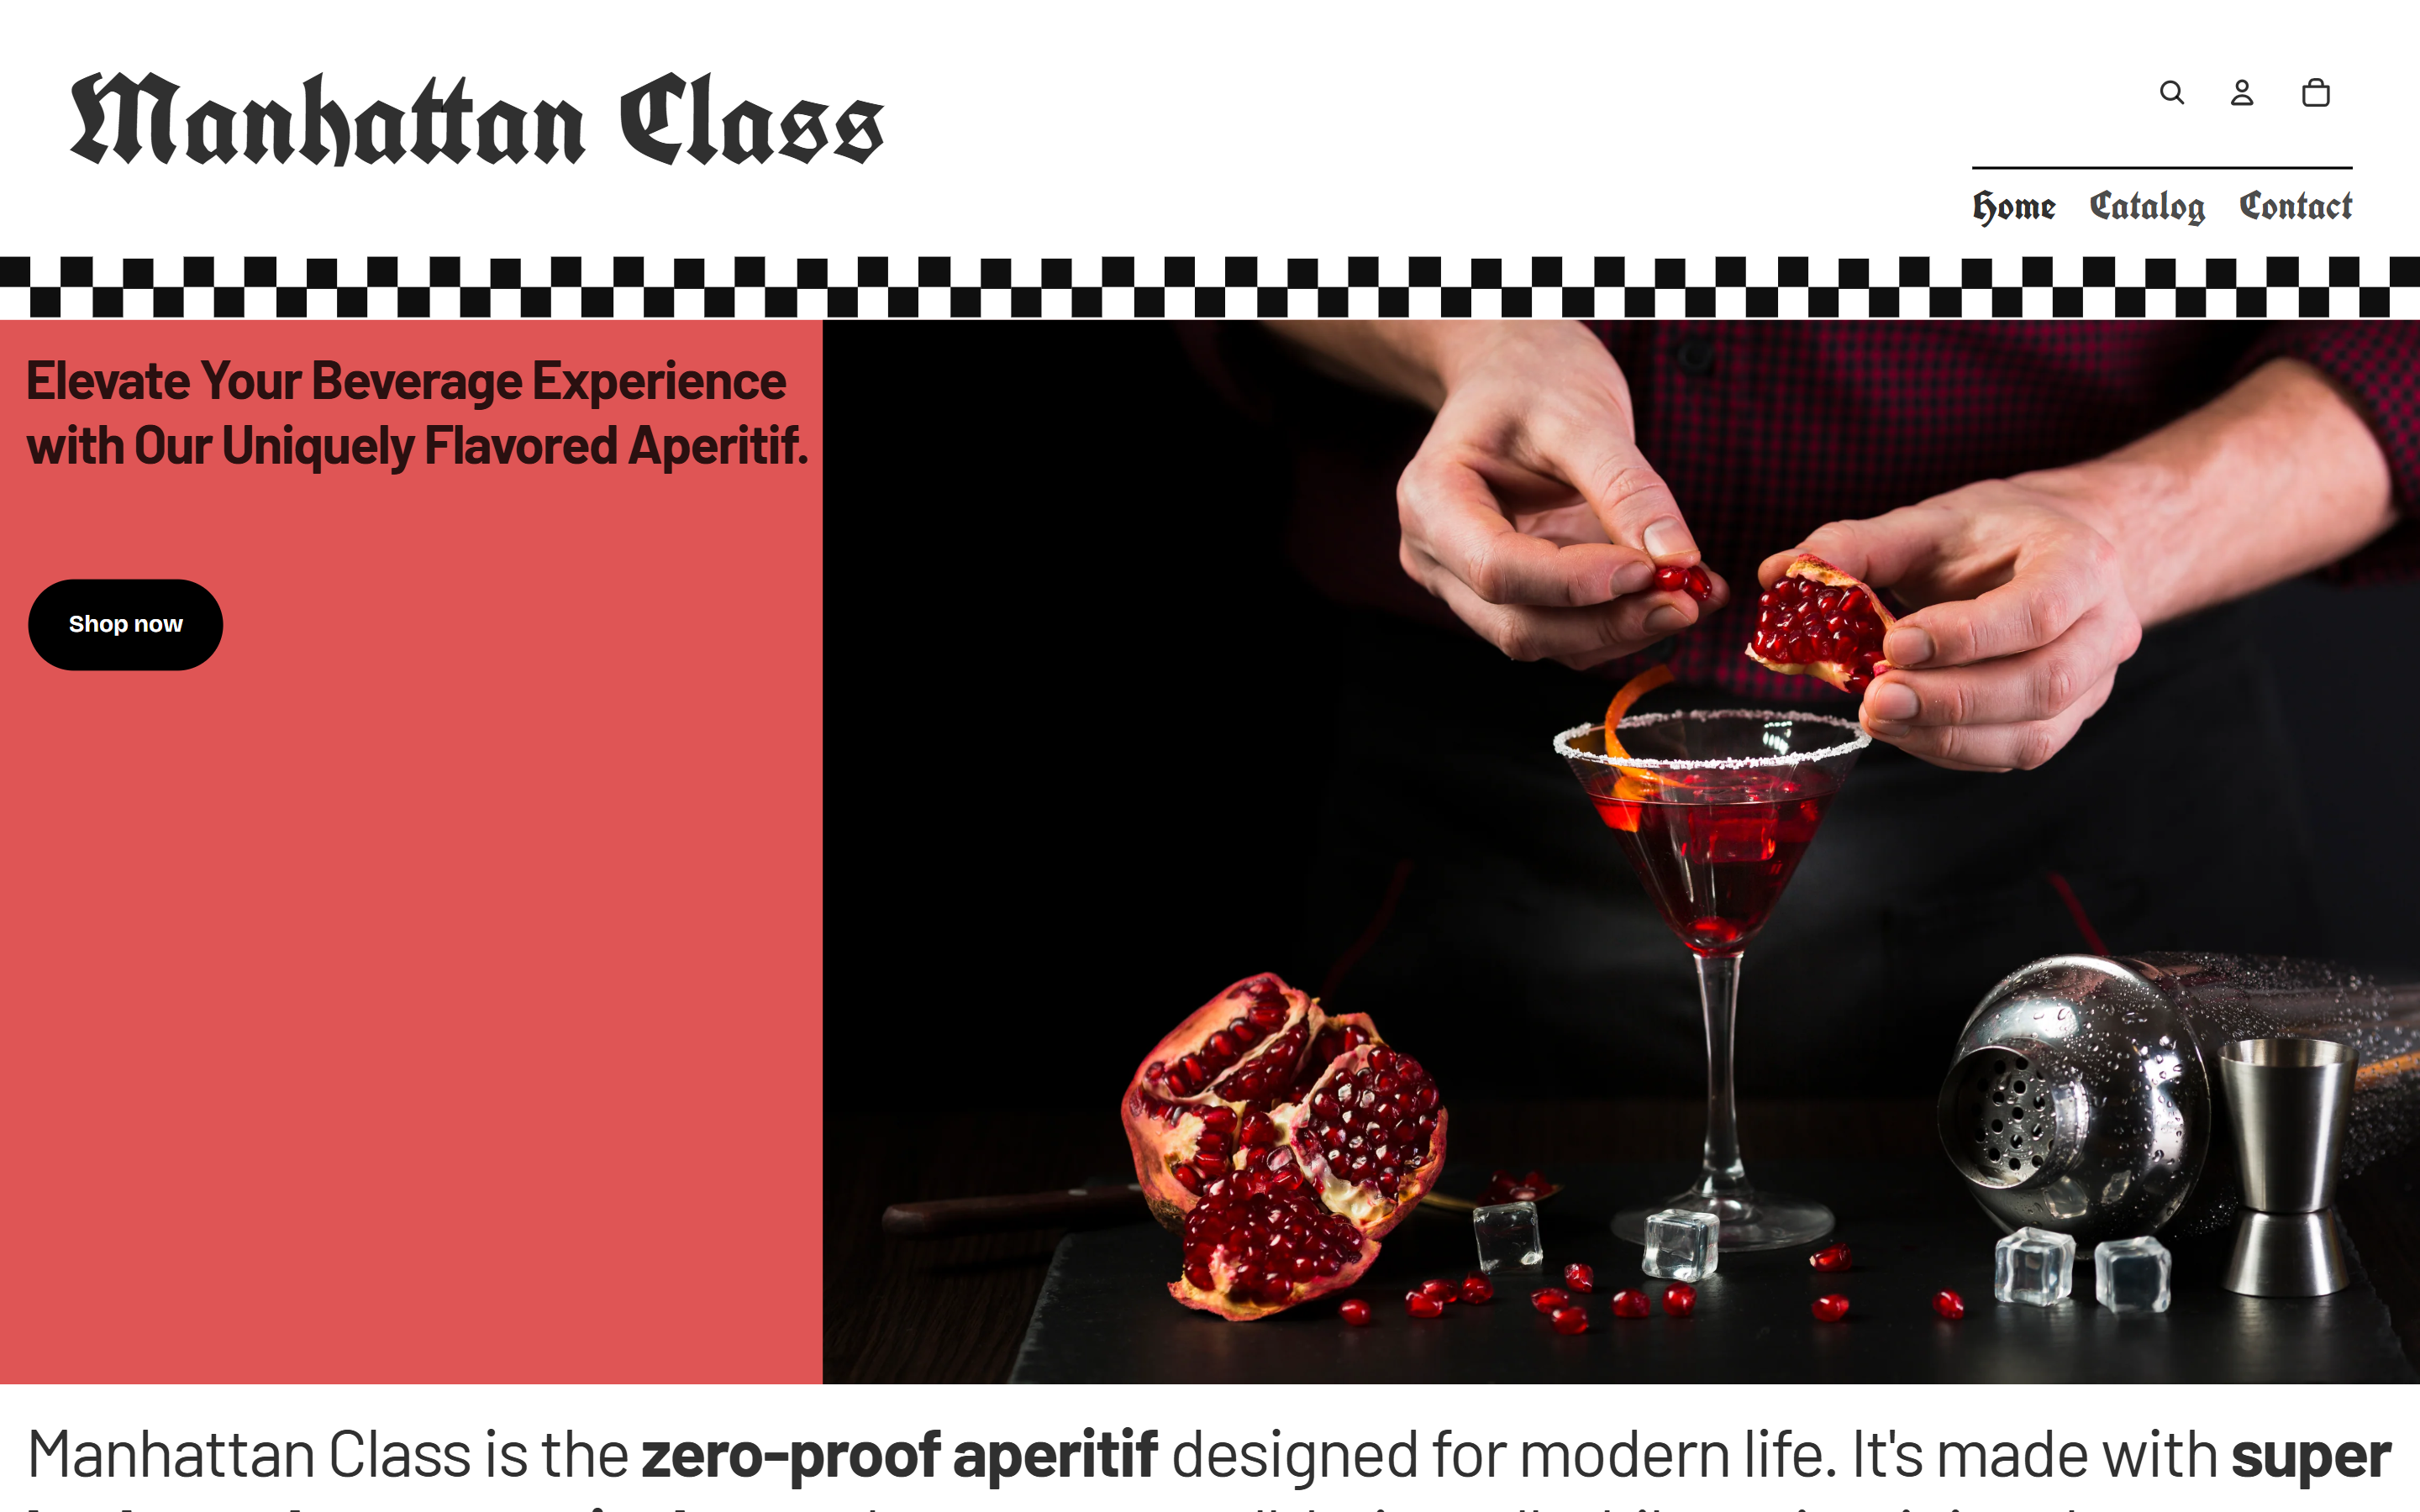 Manhattan Class
Home Catalog Contact
Elevate Your Beverage Experience
with Our Uniquely Flavored Aperitif.
Shop now
Manhattan Class is the zero-proof aperitif designed for modern life. It's made with super